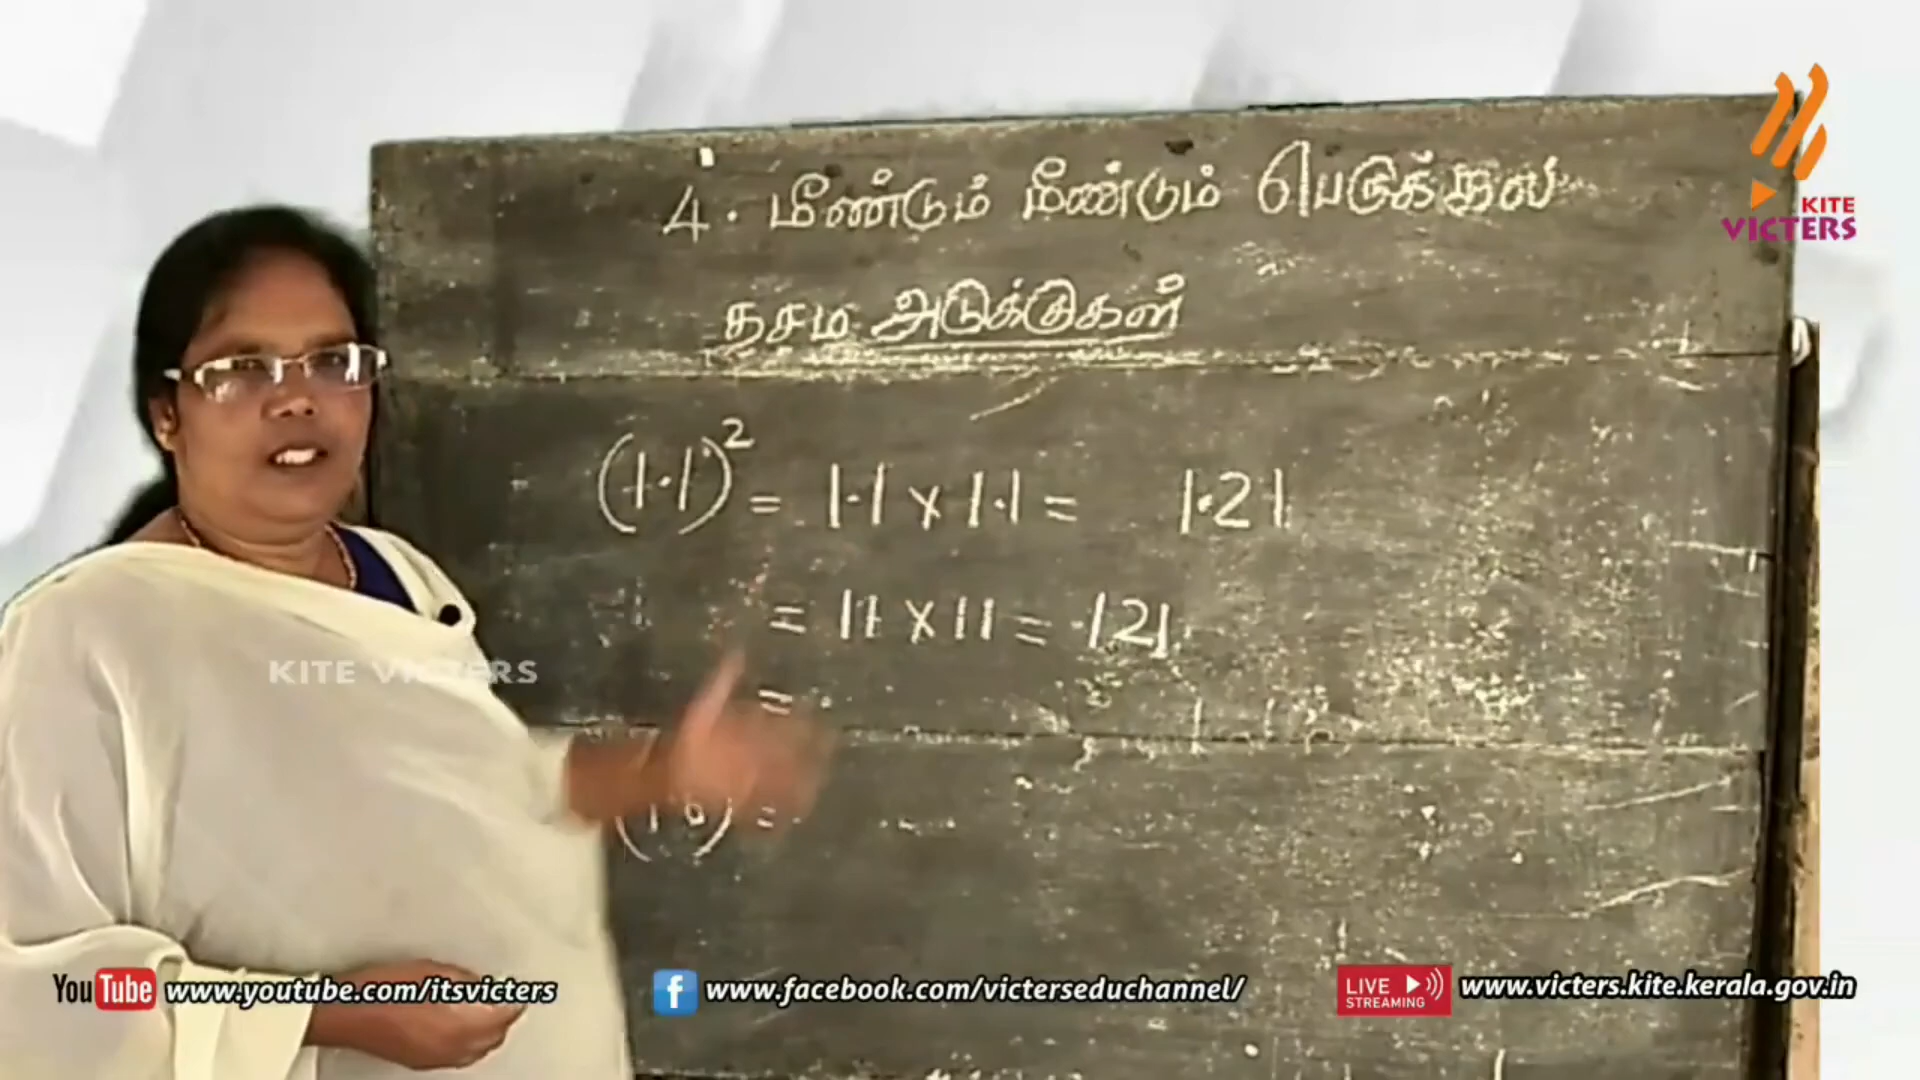 4. மீண்டும் மீண்டும் பெருக்கல்
தசம அடுக்குகள்
(1.1)² = 1.1 x 1.1 = 1.21
= 11 x 11 = 121
=
KITE VICTERS
KITE VICTERS
YouTube www.youtube.com/itsvicters
f www.facebook.com/victerseduchannel/
LIVE STREAMING www.victers.kite.kerala.gov.in